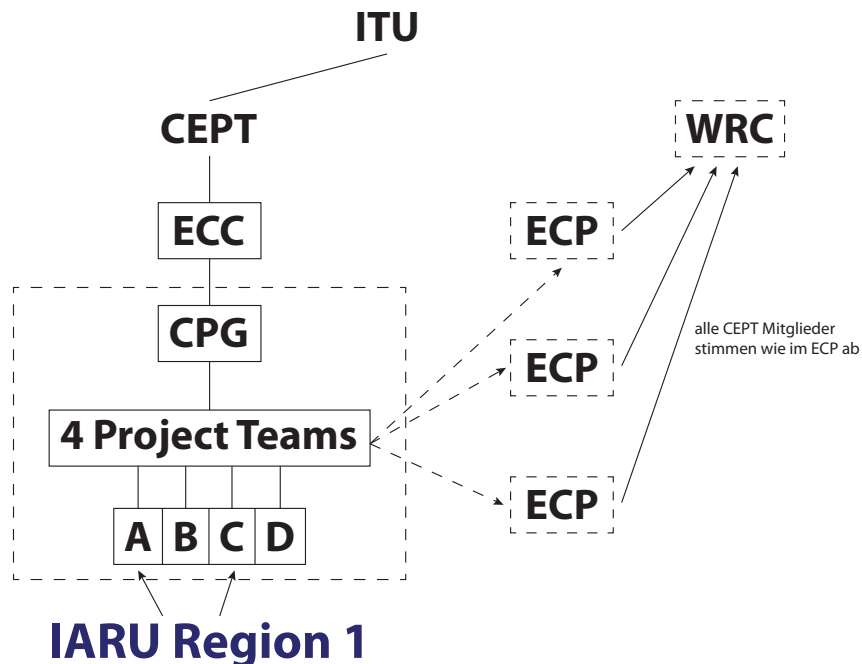 ITU
CEPT
WRC
ECC
ECP
CPG
alle CEPT Mitglieder
stimmen wie im ECP ab
ECP
4 Project Teams
ECP
A B C D
IARU Region 1